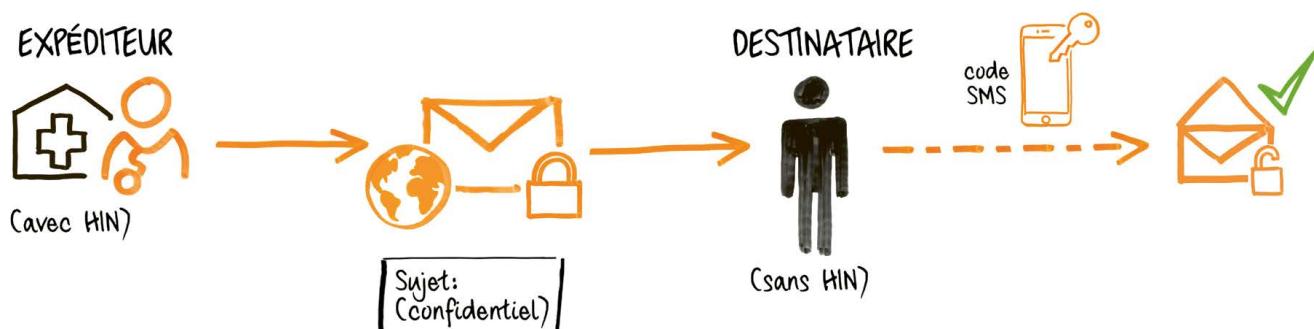 EXPÉDITEUR
(avec HIN)
Sujet:
(confidentiel)
DESTINATAIRE
(sans HIN)
code
SMS